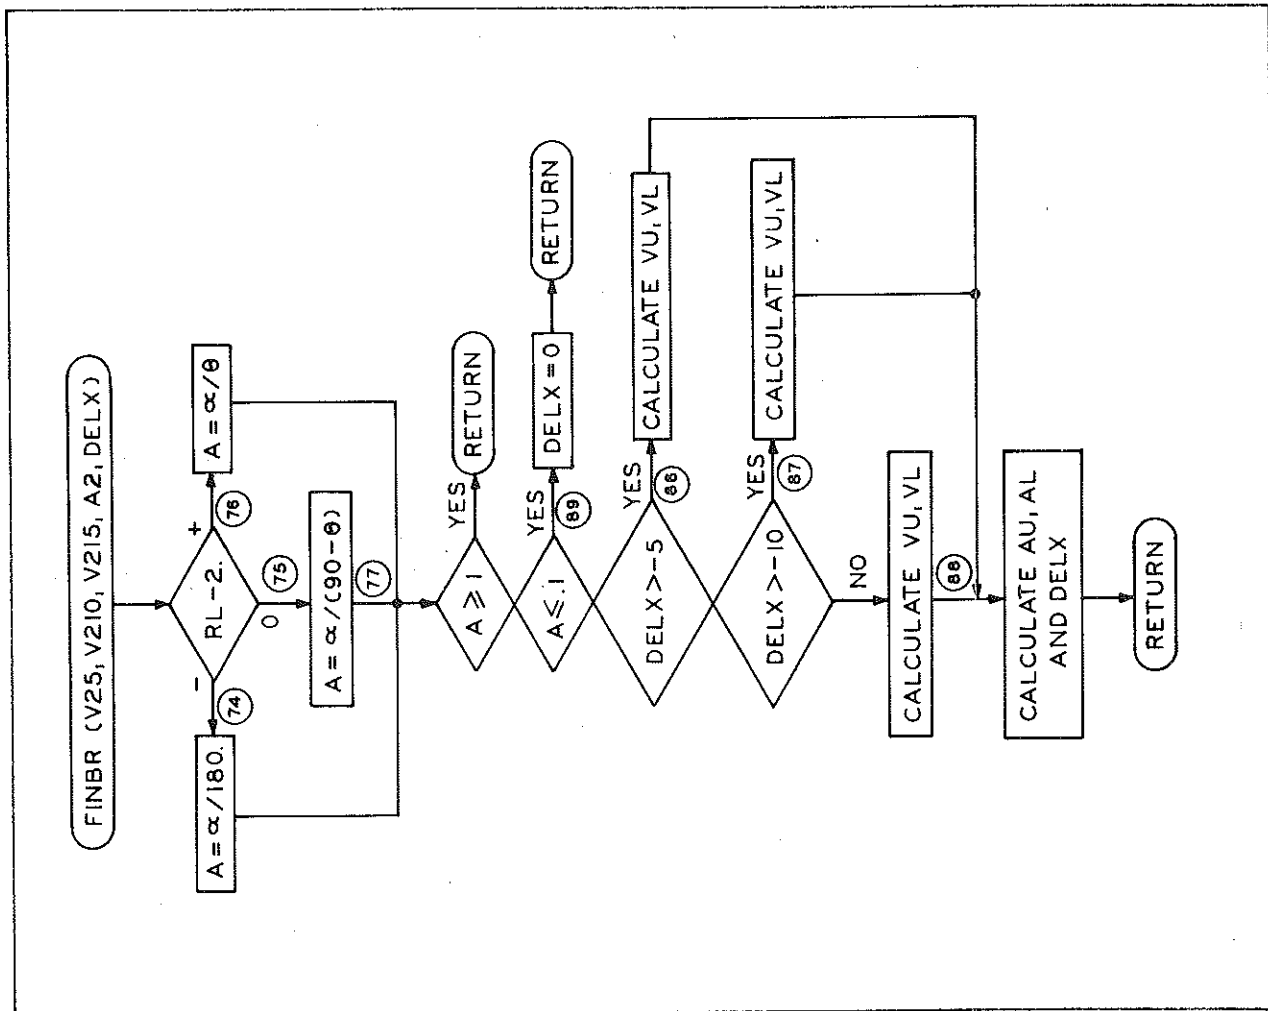 FINBR (V25, V210, V215, A2, DELX)
RL-2.
-
+
O
74
75
76
A = α/180.
A = α/(90-θ)
A = α/θ
77
A ⩾ 1
YES
RETURN
A ⩽ .1
YES
89
DELX = 0
RETURN
DELX >-5
YES
86
CALCULATE VU, VL
DELX >-10
YES
87
CALCULATE VU, VL
NO
CALCULATE VU, VL
88
CALCULATE AU, AL
AND DELX
RETURN